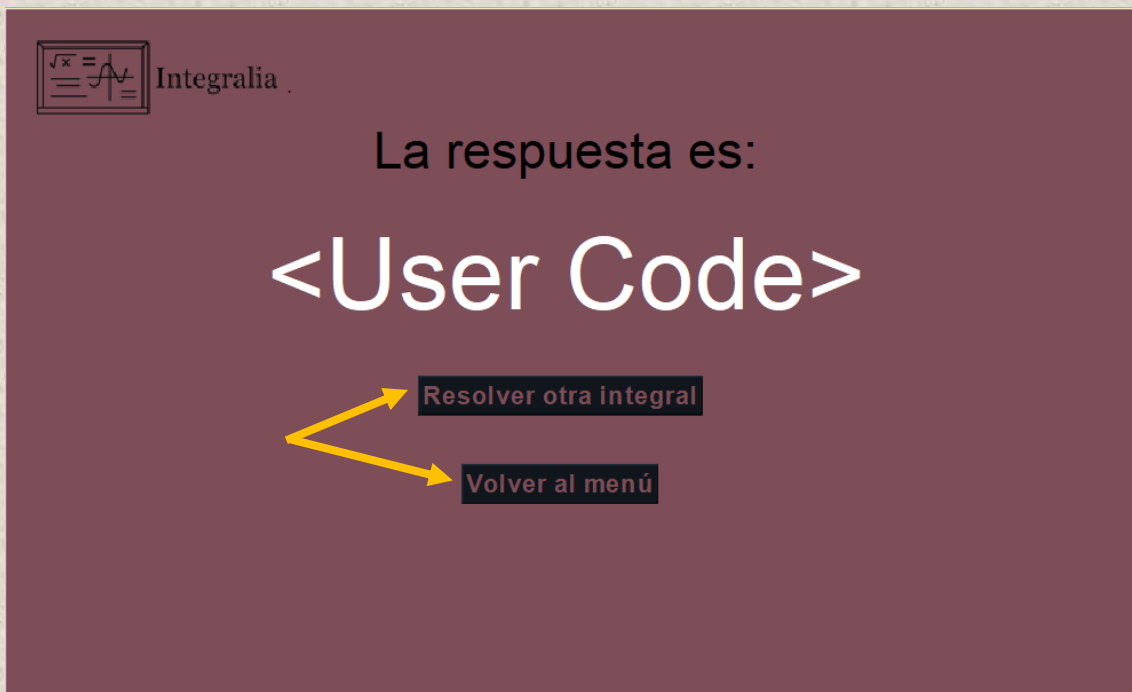 √x =
Integralia .
La respuesta es:
<User Code>
Resolver otra integral
Volver al menú